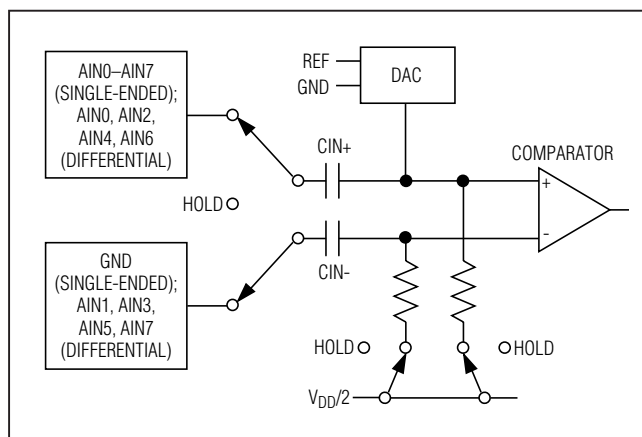 AIN0–AIN7
(SINGLE-ENDED);
AIN0, AIN2,
AIN4, AIN6
(DIFFERENTIAL)
REF
GND
DAC
CIN+
COMPARATOR
+
-
HOLD
GND
(SINGLE-ENDED);
AIN1, AIN3,
AIN5, AIN7
(DIFFERENTIAL)
CIN-
HOLD
HOLD
VDD/2